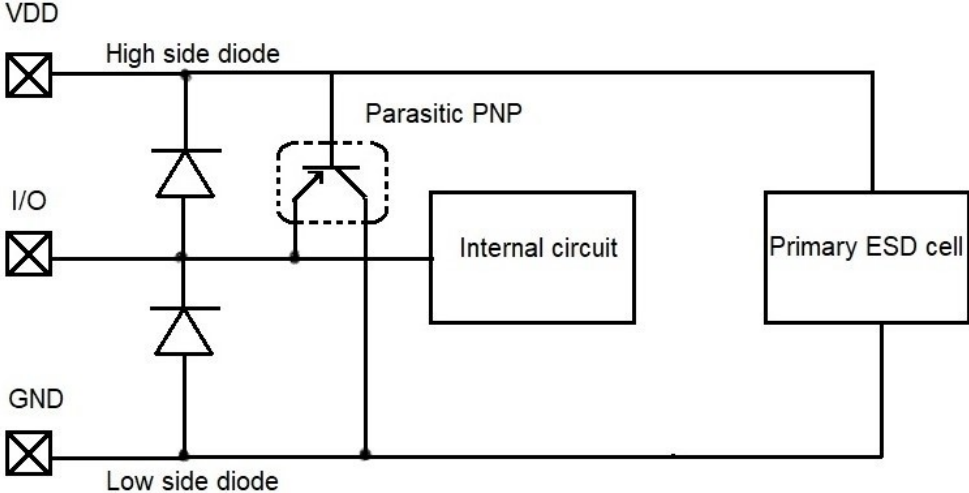 VDD
High side diode
Parasitic PNP
I/O
Internal circuit
Primary ESD cell
GND
Low side diode